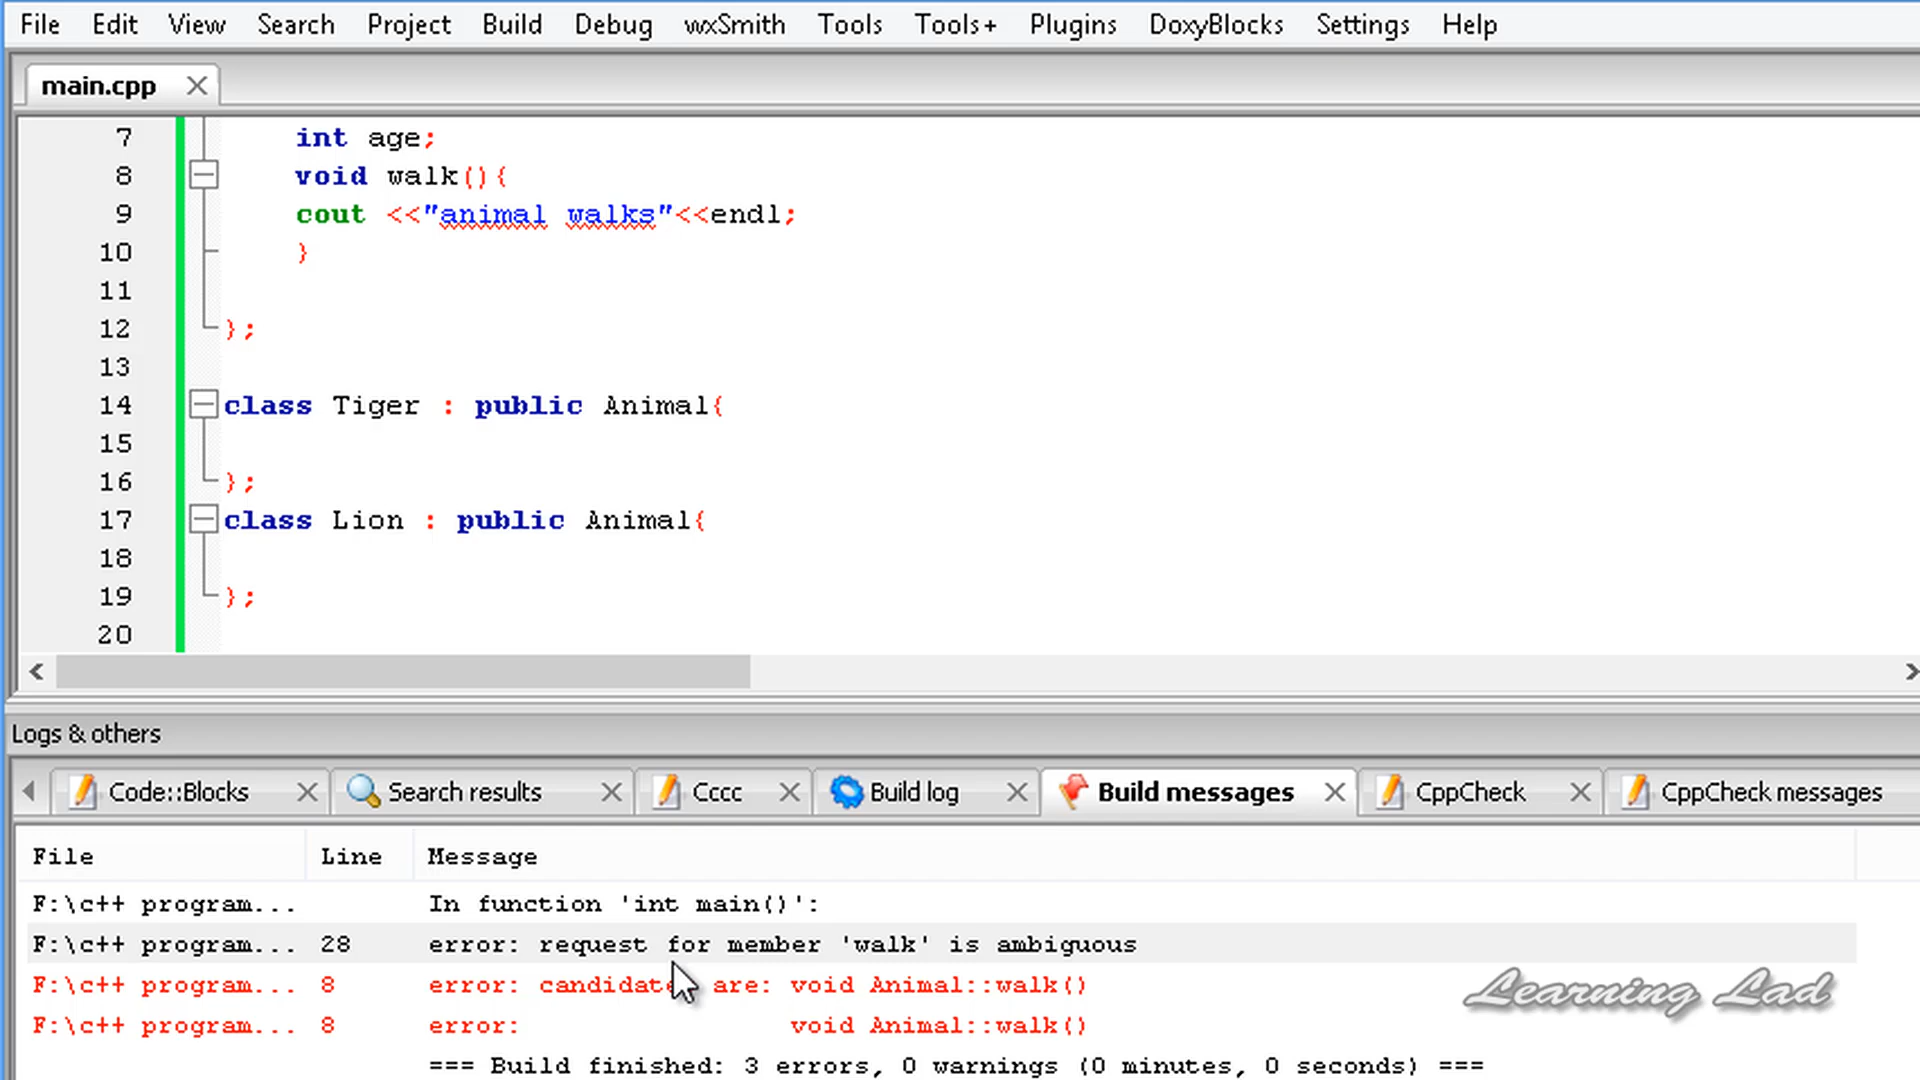 File Edit View Search Project Build Debug wxSmith Tools Tools+ Plugins DoxyBlocks Settings Help
main.cpp
7 int age;
8 void walk(){
9 cout <<"animal walks"<<endl;
10 }
11
12 };
13
14 class Tiger : public Animal{
15
16 };
17 class Lion : public Animal{
18
19 };
20
Logs & others
Code::Blocks Search results Cccc Build log Build messages CppCheck CppCheck messages
File Line Message
F:\c++ program... In function 'int main()':
F:\c++ program... 28 error: request for member 'walk' is ambiguous
F:\c++ program... 8 error: candidates are: void Animal::walk()
F:\c++ program... 8 error: void Animal::walk()
=== Build finished: 3 errors, 0 warnings (0 minutes, 0 seconds) ===
Learning Lad